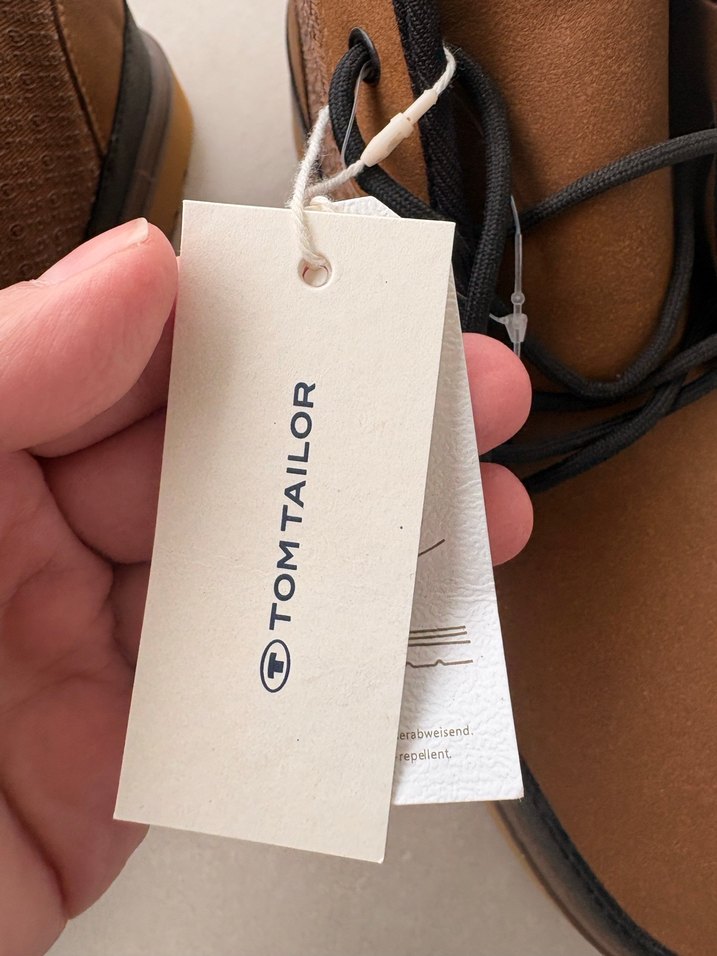 TOM TAILOR
erabweisend.
-repellent.